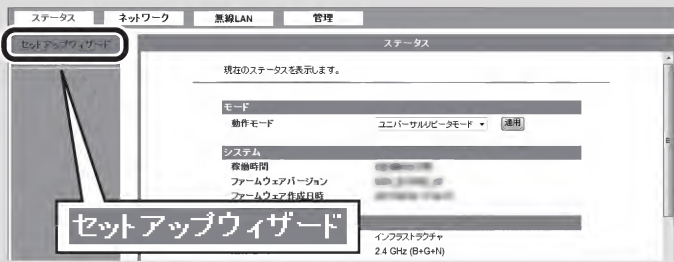 ステータス ネットワーク 無線LAN 管理
セットアップウィザード
ステータス
現在のステータスを表示します。
モード
動作モード ユニバーサルリピータモード 適用
システム
稼働時間
ファームウェアバージョン
ファームウェア作成日時
セットアップウィザード
インフラストラクチャ
2.4 GHz (B+G+N)